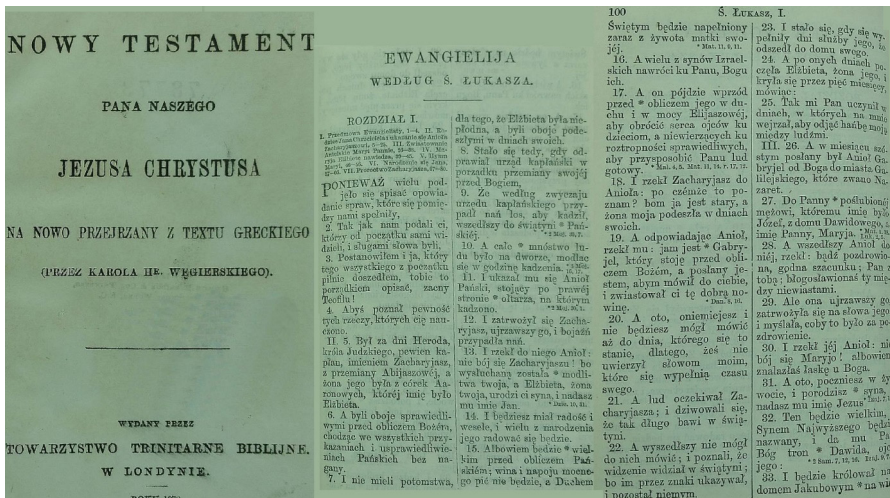 NOWY TESTAMENT
PANA NASZEGO
JEZUSA CHRYSTUSA
NA NOWO PRZEJRZANY Z TEXTU GRECKIEGO
(PRZEZ KAROLA HR. WĘGIERSKIEGO).
WYDANY PRZEZ
TOWARZYSTWO TRINITARNE BIBLIJNE.
W LONDYNIE.
EWANGIELIJA
WEDŁUG Ś. ŁUKASZA.
ROZDZIAŁ I.
PONIEWAŻ wielu pod-
jęło się spisać opowia-
danie spraw, które się pomię-
dzy nami spełniły,
2. Tak jak nam podali ci,
którzy od początku sami wi-
dzieli, i sługami słowa byli,
3. Postanowiłem i ja, który
tego wszystkiego z początku
pilnie doszedłem, tobie to
porządkiem opisać, zacny
Teofilu!
4. Abyś poznał pewność
tych rzeczy, których cię nau-
czono.
II. 5. Był za dni Heroda,
króla Judzkiego, pewien ka-
płan, imieniem Zacharyjasz,
z przemiany Abijaszowéj, a
żona jego była z córek Aa-
ronowych, któréj imię było
Elżbieta.
6. A byli oboje sprawiedli-
wymi przed obliczem Bożém,
chodząc we wszystkich przy-
kazaniach i usprawiedliwie-
niach Pańskich bez na-
gany.
7. I nie mieli potomstwa,
dla tego, że Elżbieta była nie-
płodna, a byli oboje pode-
szłymi w dniach swoich.
8. Stało się tedy, gdy od-
prawiał urząd kapłański w
porządku przemiany swojéj
przed Bogiem,
9. Że według zwyczaju
urzędu kapłańskiego przy-
padł nań los, aby kadził,
wszedłszy do świątyni * Pań-
skiéj.
10. A całe * mnóstwo lu-
du było na dworze, modląc
się w godzinę kadzenia.
11. I ukazał mu się Anioł
Pański, stojący po prawéj
stronie * ołtarza, na którym
kadzono.
12. I zatrwożył się Zacha-
ryjasz, ujrzawszy go, i bojaźń
przypadła nań.
13. I rzekł do niego Anioł:
nie bój się Zacharyjaszu! bo
wysłuchaną została * modli-
twa twoja, a Elżbieta, żona
twoja, urodzi ci syna, i nadasz
mu imię Jan.
14. I będziesz miał radość i
wesele, i wielu z narodzenia
jego radować się będzie.
15. Albowiem będzie * wiel-
kim przed obliczem Pań-
skiém; wina i napoju mocne-
go pić nie będzie, a Duchem
100 Ś. ŁUKASZ, I.
Świętym będzie napełniony
zaraz z żywota matki swo-
jéj.
16. A wielu z synów Izrael-
skich nawróci ku Panu, Bogu
ich.
17. A on pójdzie wprzód
przed * obliczem jego w du-
chu i w mocy Elijaszowéj,
aby obrócić serca ojców ku
dzieciom, a niewierzących ku
roztropności sprawiedliwych,
aby przysposobić Panu lud
gotowy.
18. I rzekł Zacharyjasz do
Anioła: po czémże to po-
znam? bom ja jest stary, a
żona moja podeszła w dniach
swoich.
19. A odpowiadając Anioł,
rzekł mu: jam jest * Gabry-
jel, który stoję przed obli-
czem Bożém, a posłany je-
stem, abym mówił do ciebie,
i zwiastował ci tę dobrą no-
winę.
20. A oto, oniemiejesz i
nie będziesz mógł mówić
aż do dnia, którego się to
stanie, dlatego, żeś nie
uwierzył słowom moim,
które się wypełnią czasu
swego.
21. A lud oczekiwał Za-
charyjasza; i dziwowali się,
że tak długo bawi w świą-
tyni.
22. A wyszedłszy nie mógł
do nich mówić; i poznali, że
widzenie widział w świątyni;
bo im przez znaki ukazywał,
i pozostał niemym.
23. I stało się, gdy się wy-
pełniły dni służby jego, że
odszedł do domu swego.
24. A po onych dniach po-
częła Elżbieta, żona jego, i
kryła się przez pięć miesięcy,
mówiąc:
25. Tak mi Pan uczynił w
dniach, w których na mnie
wejrzał, aby odjąć hańbę moją
między ludźmi.
III. 26. A w miesiącu szó-
stym posłany był Anioł Ga-
bryjel od Boga do miasta Ga-
lilejskiego, które zwano Na-
zaret.
27. Do Panny * poślubionéj
mężowi, któremu imię było
Józef, z domu Dawidowego, a
imię Panny, Maryja.
28. A wszedłszy Anioł do
niéj, rzekł: bądź pozdrowio-
na, godna szacunku; Pan z
tobą; błogosławionaś ty mię-
dzy niewiastami.
29. Ale ona ujrzawszy go
zatrwożyła się na słowa jego,
i myślała, coby to było za po-
zdrowienie.
30. I rzekł jéj Anioł: nie
bój się Maryjo! albowiem
znalazłaś łaskę u Boga.
31. A oto, poczniesz w ży-
wocie, i porodzisz * syna, i
nadasz mu imię Jezus
32. Ten będzie wielkim,
Synem Najwyższego będzie
nazwany, i da mu Pan
Bóg tron * Dawida, ojca
jego:
33. I będzie królował nad
domem Jakubowym * na wie-